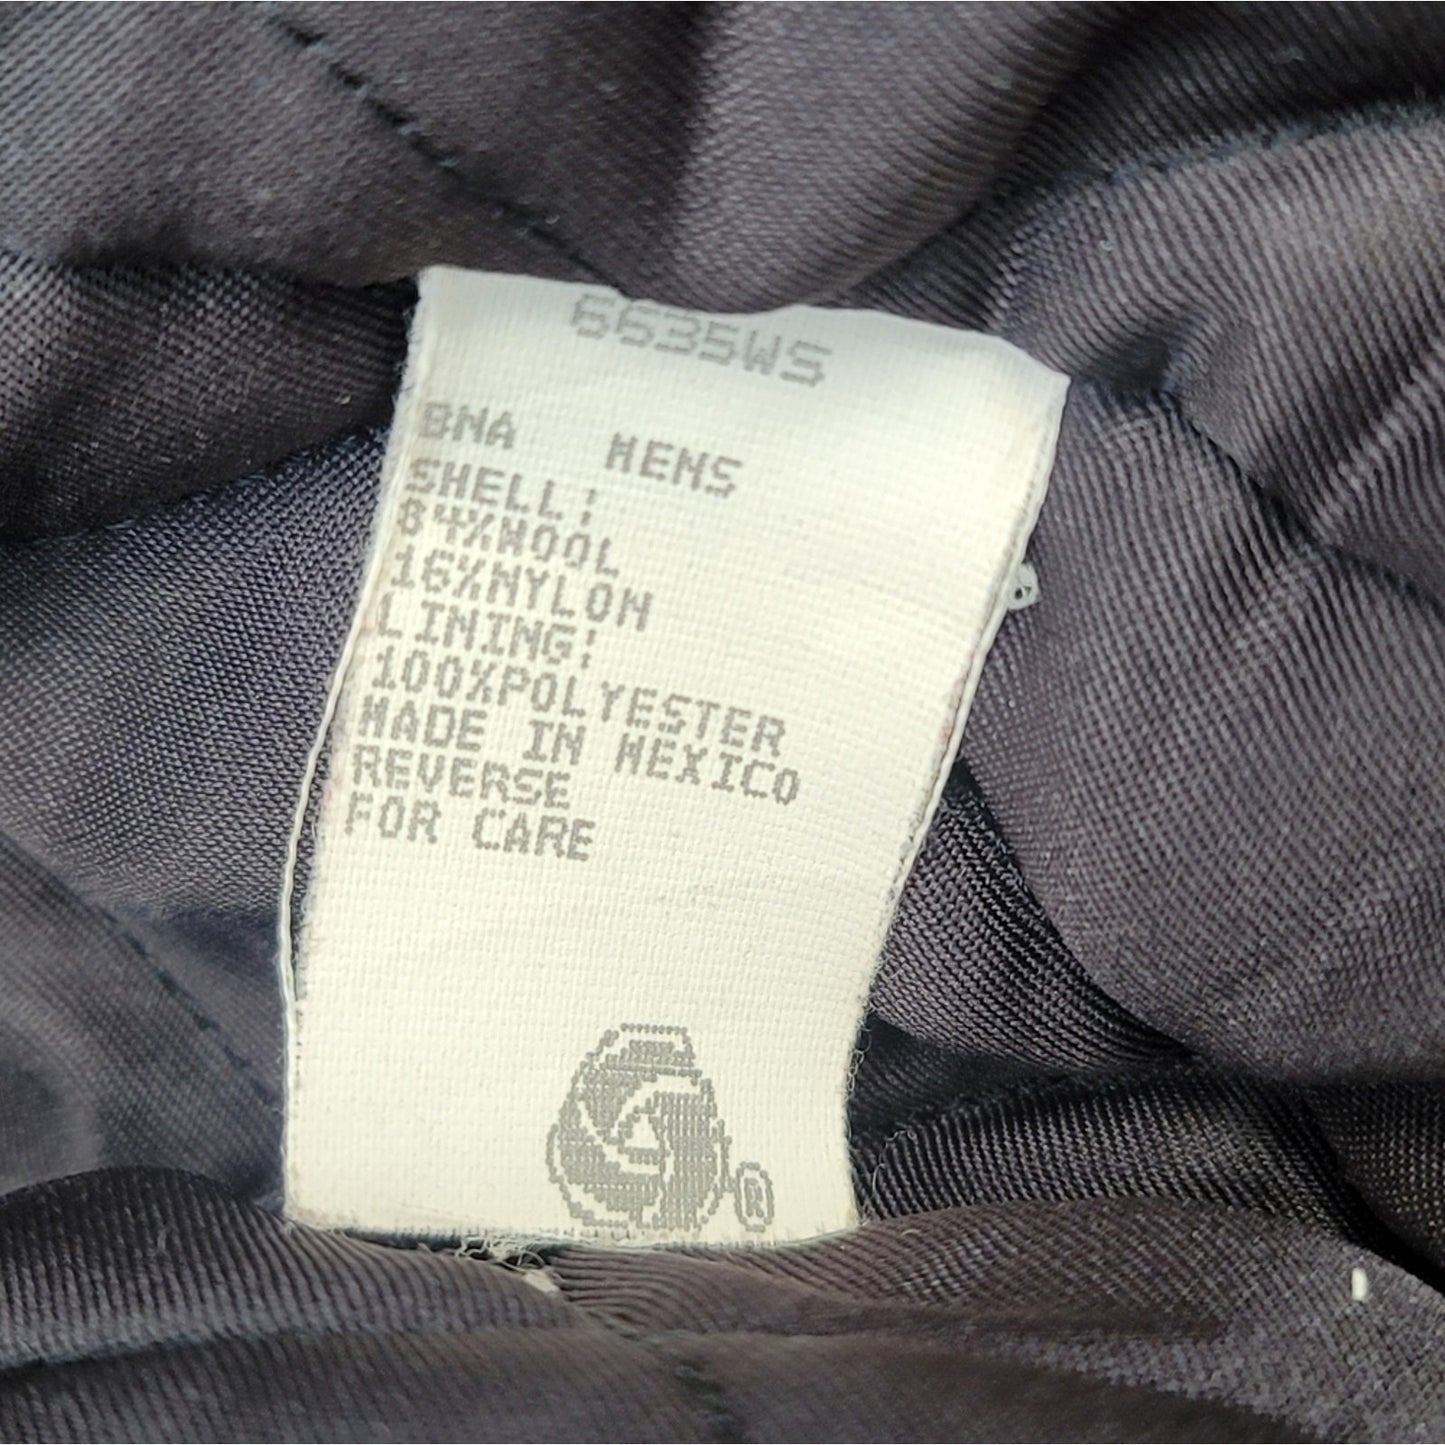 6635WS
BNA MENS
SHELL:
84%WOOL
16%NYLON
LINING:
100%POLYESTER
MADE IN MEXICO
REVERSE
FOR CARE
®